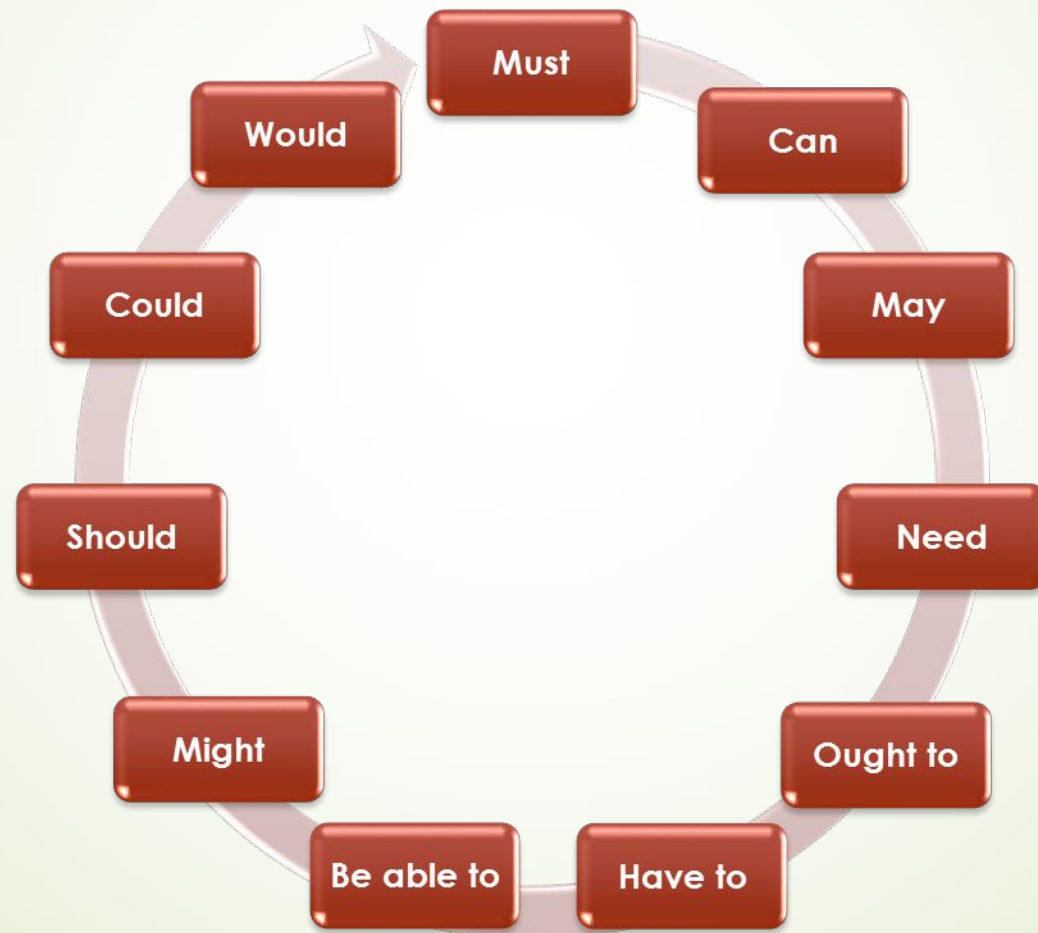 Must
Can
May
Need
Ought to
Have to
Be able to
Might
Should
Could
Would